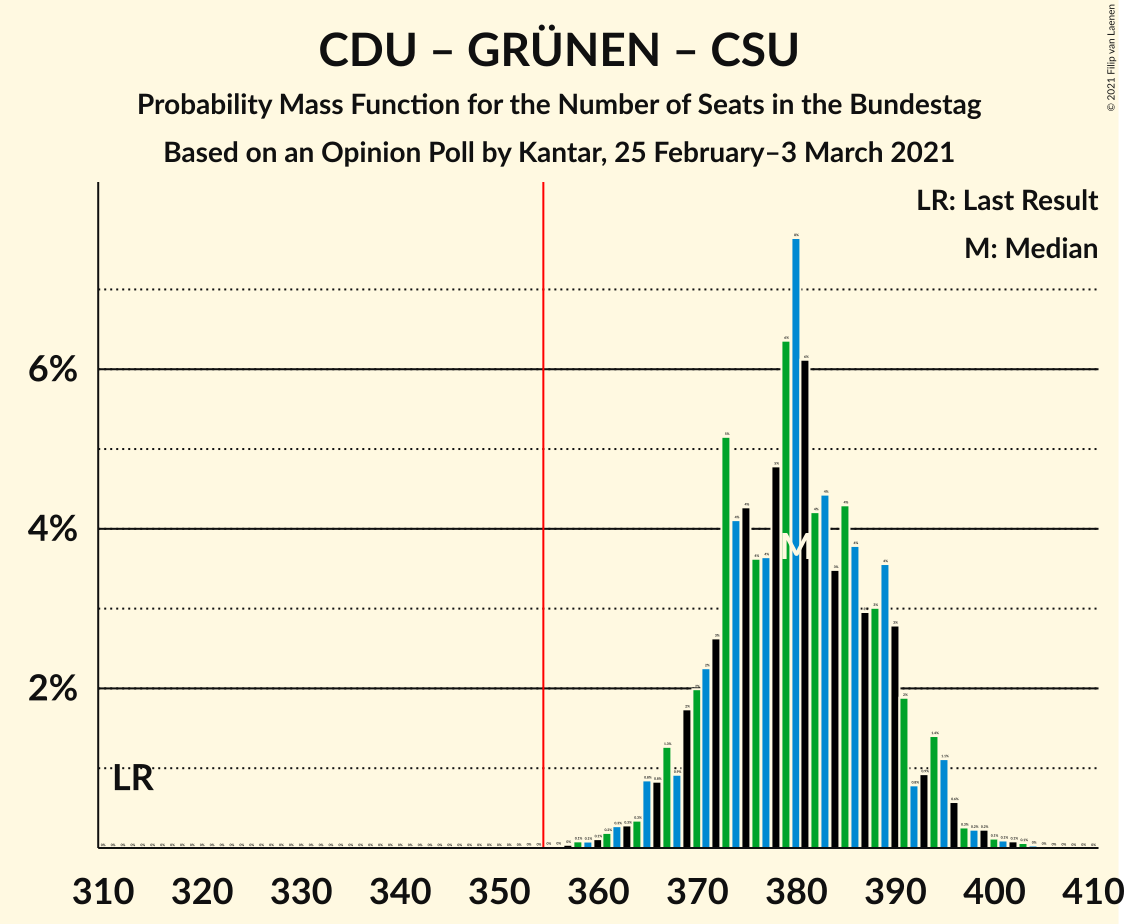 CDU – GRÜNEN – CSU
Probability Mass Function for the Number of Seats in the Bundestag
Based on an Opinion Poll by Kantar, 25 February–3 March 2021
© 2021 Filip van Laenen
LR: Last Result
M: Median
6%
4%
2%
M
LR
310 320 330 340 350 360 370 380 390 400 410